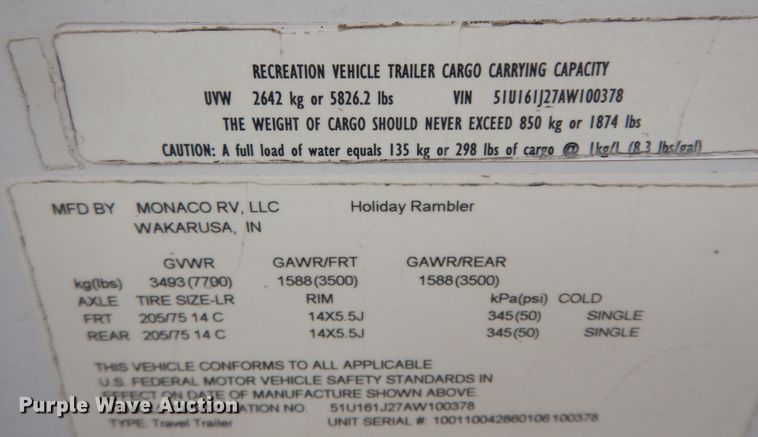 RECREATION VEHICLE TRAILER CARGO CARRYING CAPACITY
UVW 2642 kg or 5826.2 lbs VIN 51U161J27AW100378
THE WEIGHT OF CARGO SHOULD NEVER EXCEED 850 kg or 1874 lbs
CAUTION: A full load of water equals 135 kg or 298 lbs of cargo @ 1kg/L (8.3 lbs/gal)
MFD BY MONACO RV, LLC Holiday Rambler
WAKARUSA, IN
GVWR GAWR/FRT GAWR/REAR
kg(lbs) 3493(7700) 1588(3500) 1588(3500)
AXLE TIRE SIZE-LR RIM kPa(psi) COLD
FRT 205/75 14 C 14X5.5J 345(50) SINGLE
REAR 205/75 14 C 14X5.5J 345(50) SINGLE
THIS VEHICLE CONFORMS TO ALL APPLICABLE
U.S. FEDERAL MOTOR VEHICLE SAFETY STANDARDS IN
EFFECT ON DATE OF MANUFACTURE SHOWN ABOVE.
Purple Wave Auction
ATION NO. 51U161J27AW100378
TYPE: Travel Trailer UNIT SERIAL #: 100110042860106100378